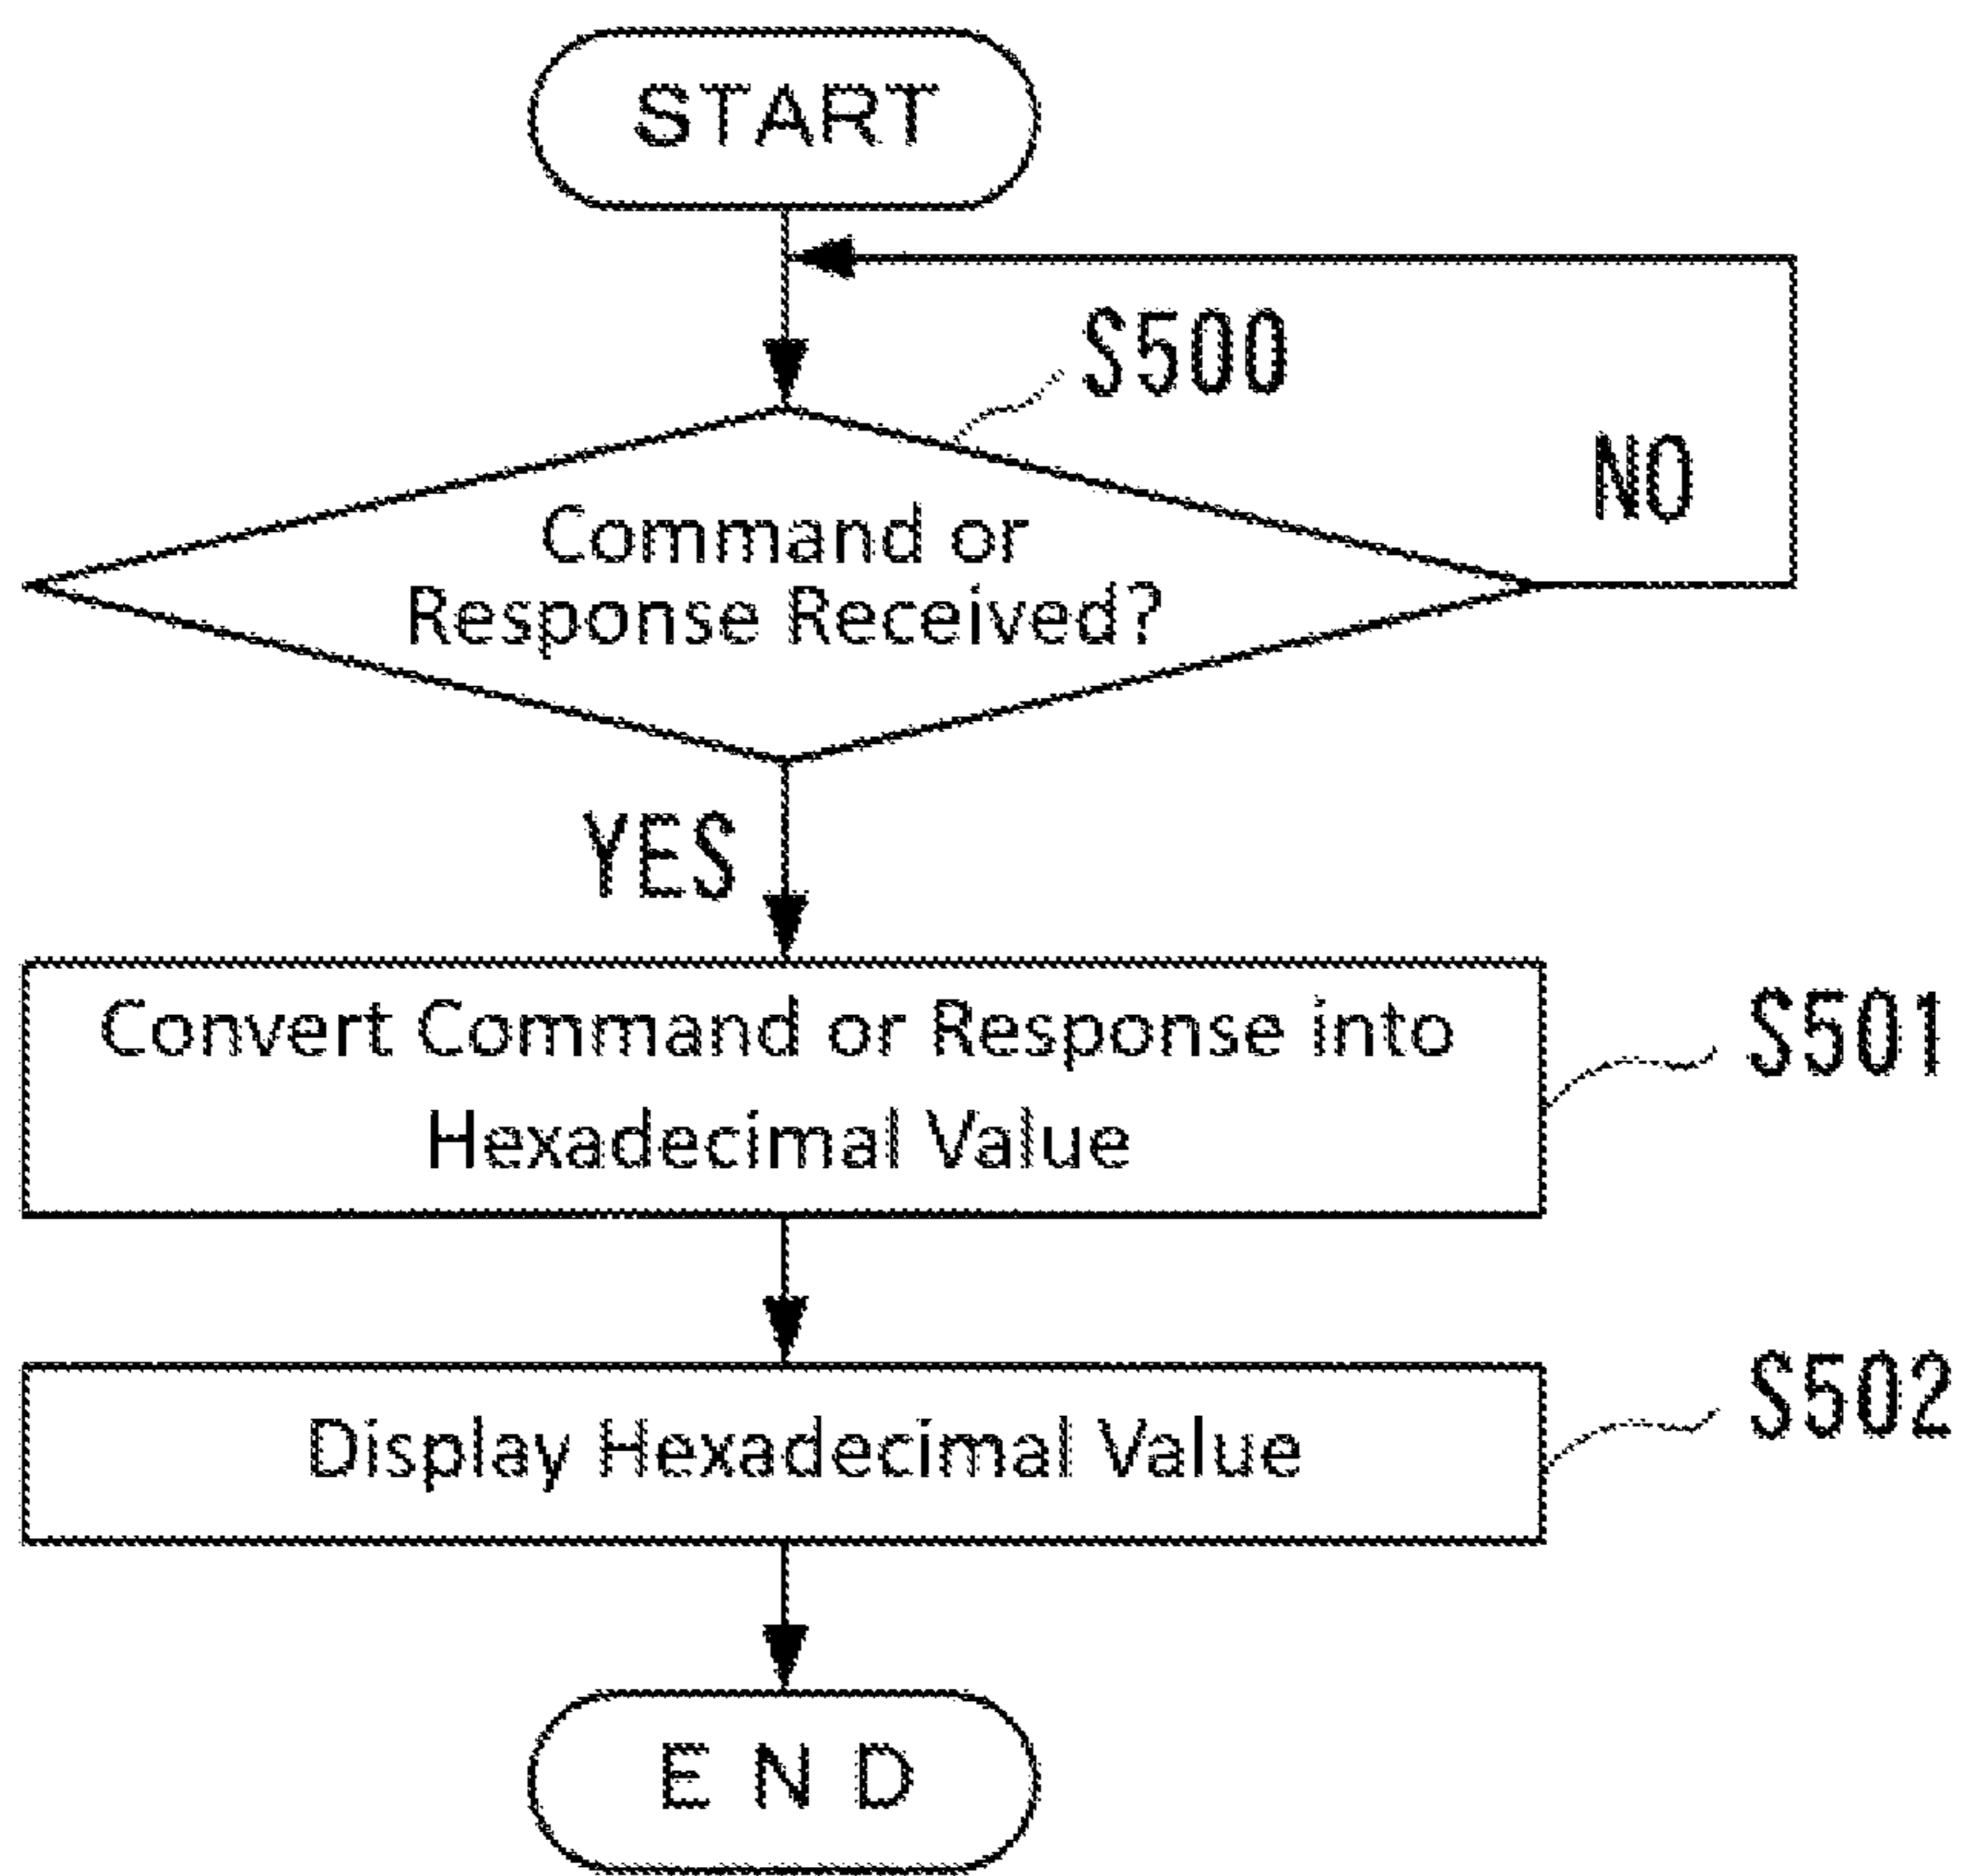 START
S500
NO
Command or
Response Received?
YES
Convert Command or Response into
Hexadecimal Value
S501
Display Hexadecimal Value
S502
END